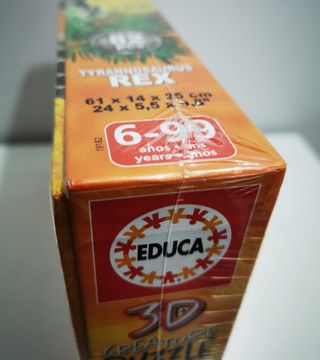 TYRANNOSAURUS
REX
61 x 14 x 25 cm
24 x 5,5 x 9,8"
6-99
años • ans
years • anos
EDUCA
3D
CREATURE
PUZZLE